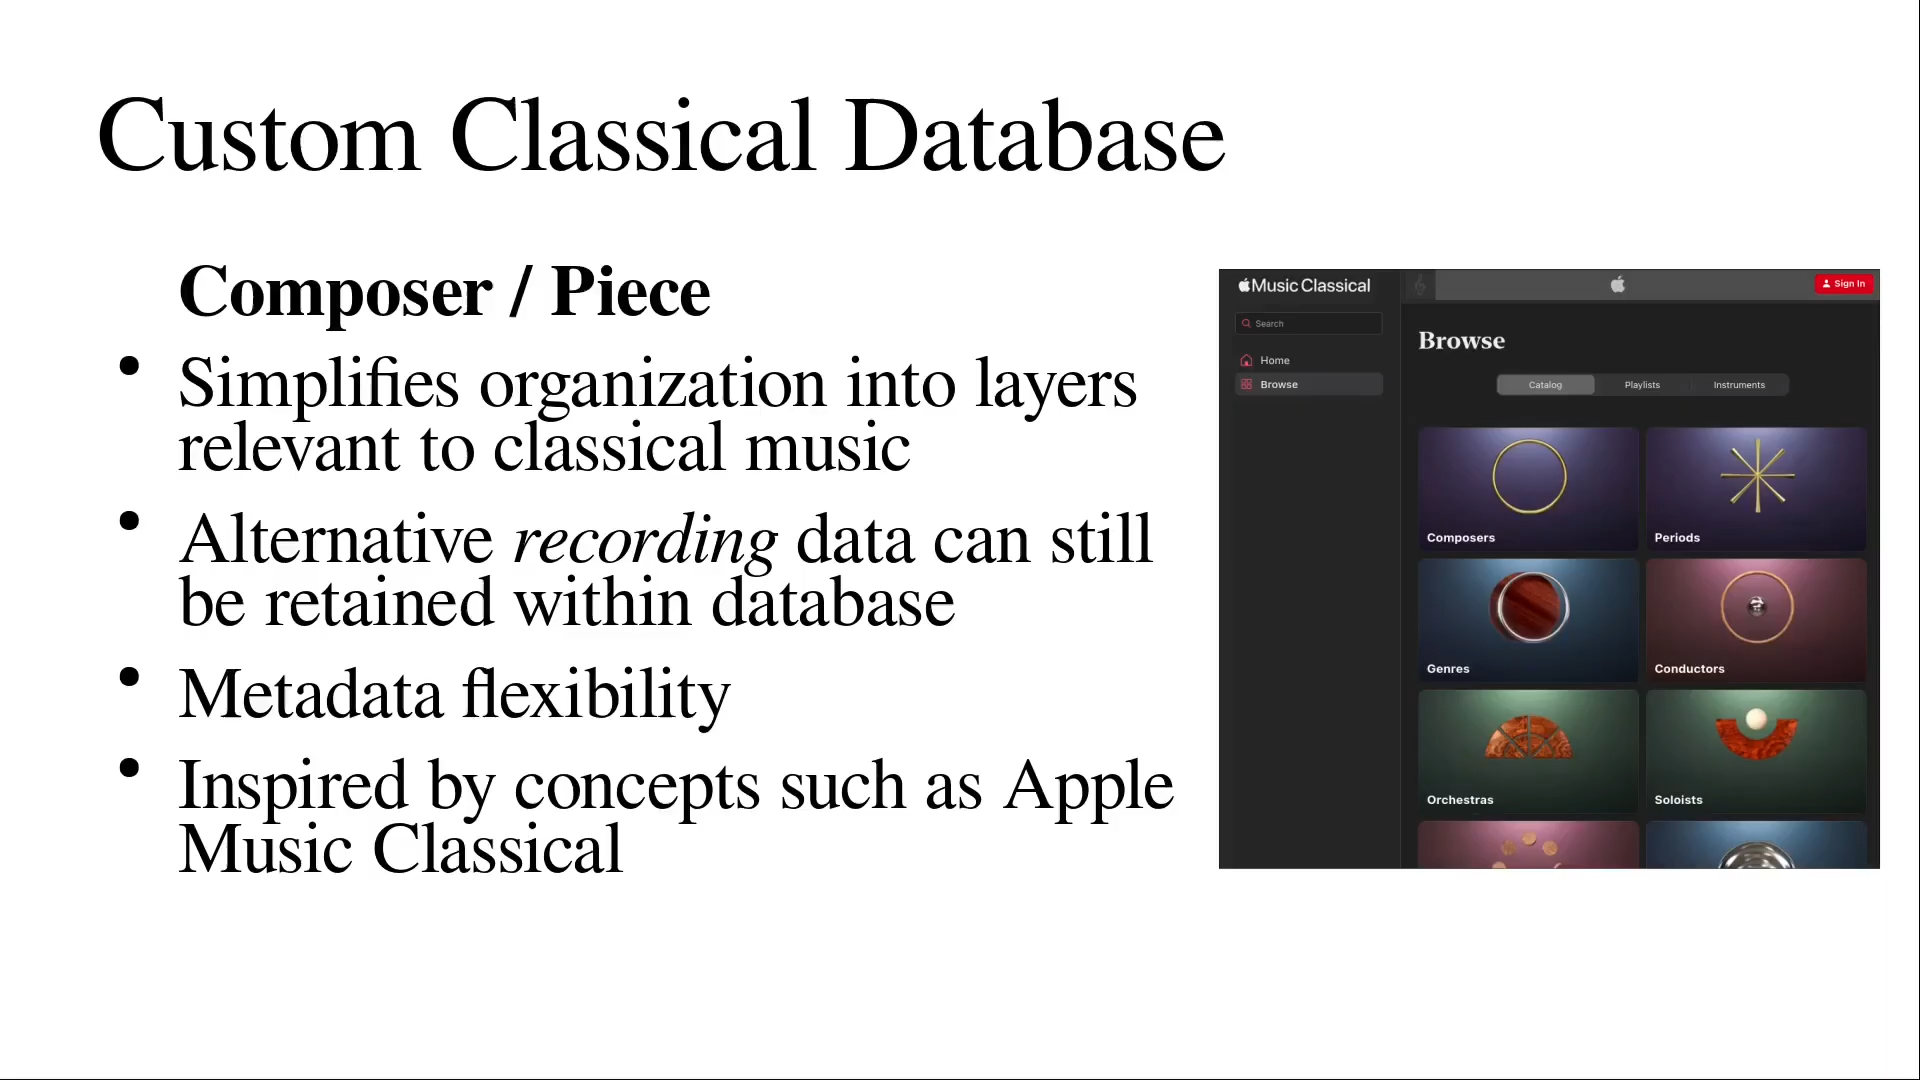 Custom Classical Database
Composer / Piece
• Simplifies organization into layers
relevant to classical music
• Alternative recording data can still
be retained within database
• Metadata flexibility
• Inspired by concepts such as Apple
Music Classical
Music Classical
Sign In
Search
Home
Browse
Browse
Catalog Playlists Instruments
Composers
Periods
Genres
Conductors
Orchestras
Soloists